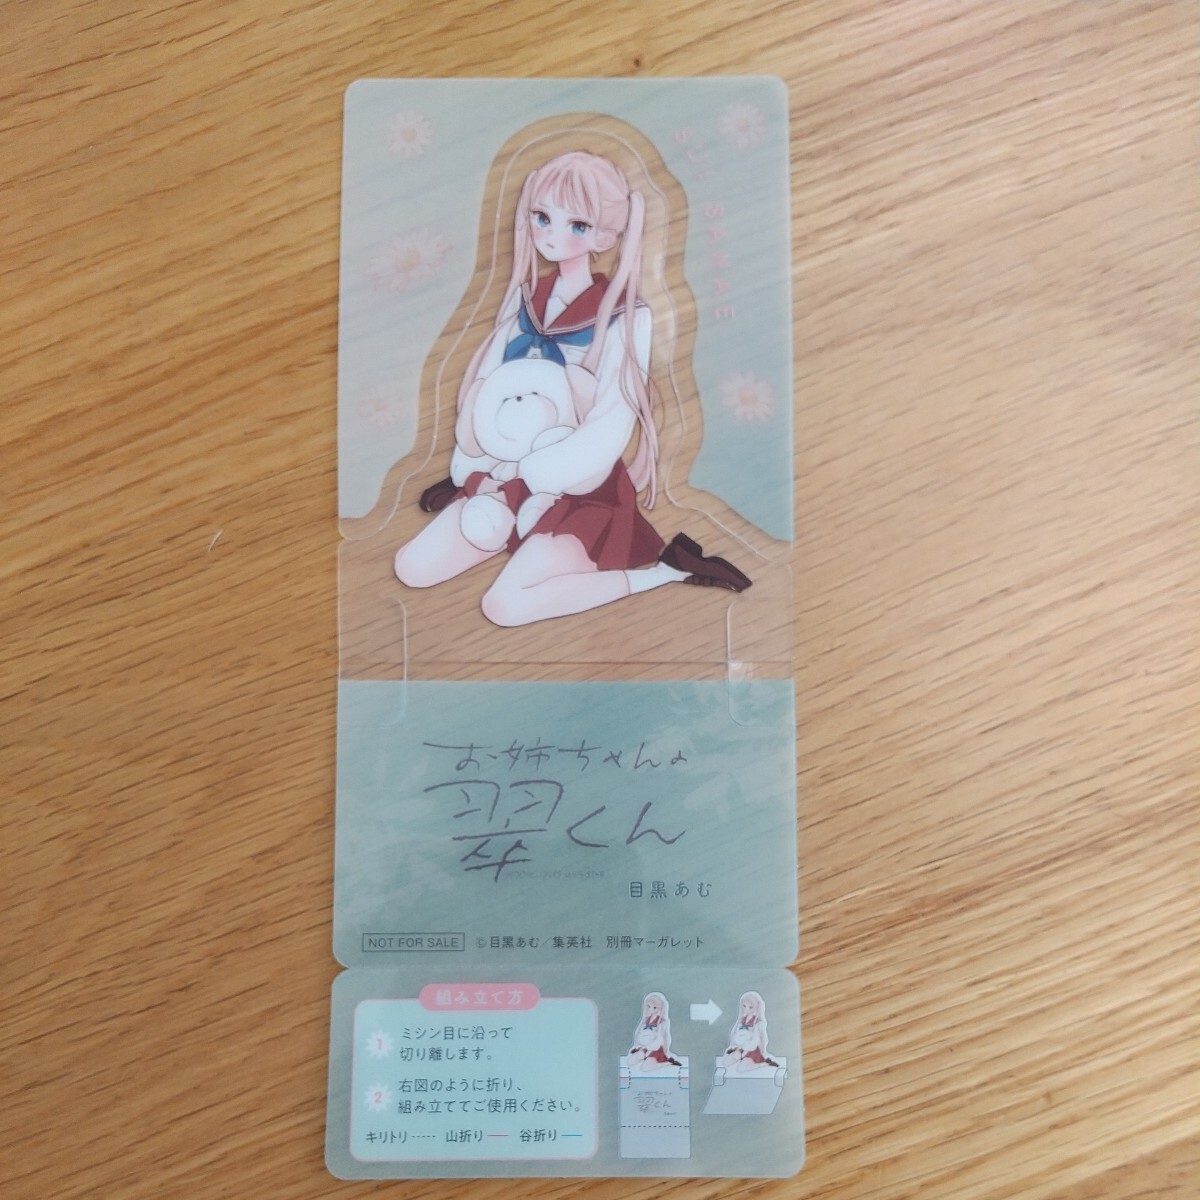 お姉ちゃんの
翠くん
目黒あむ
NOT FOR SALE ©目黒あむ/集英社 別冊マーガレット
組み立て方
1 ミシン目に沿って
切り離します。
2 右図のように折り、
組み立ててご使用ください。
キリトリ 山折り 谷折り